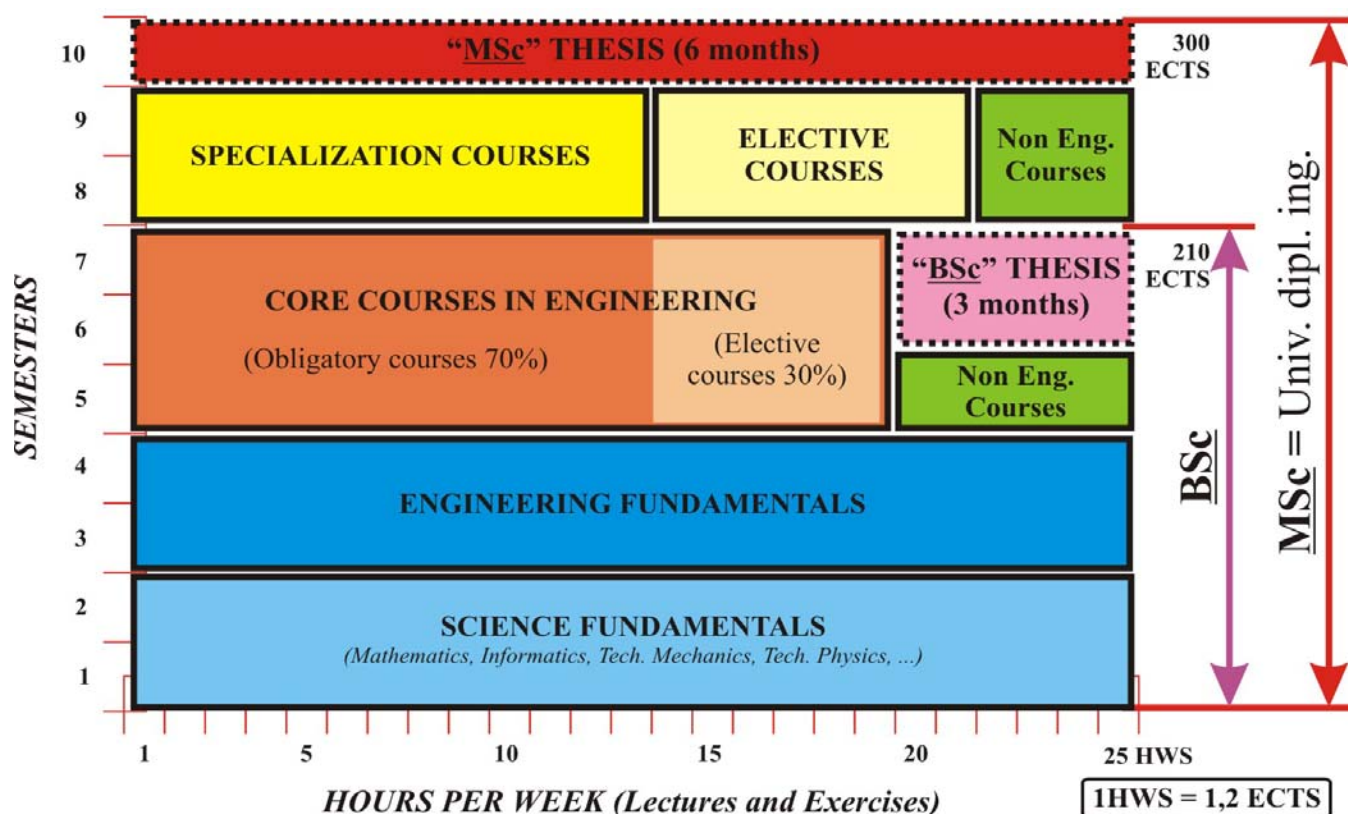 10
“MSc” THESIS (6 months)
300
ECTS
9
8
SPECIALIZATION COURSES
ELECTIVE
COURSES
Non Eng.
Courses
7
6
5
CORE COURSES IN ENGINEERING
(Obligatory courses 70%)
(Elective
courses 30%)
“BSc” THESIS
(3 months)
210
ECTS
Non Eng.
Courses
4
3
ENGINEERING FUNDAMENTALS
2
1
SCIENCE FUNDAMENTALS
(Mathematics, Informatics, Tech. Mechanics, Tech. Physics, ...)
SEMESTERS
BSc
MSc = Univ. dipl. ing.
1 5 10 15 20 25 HWS
HOURS PER WEEK (Lectures and Exercises)
1HWS = 1,2 ECTS